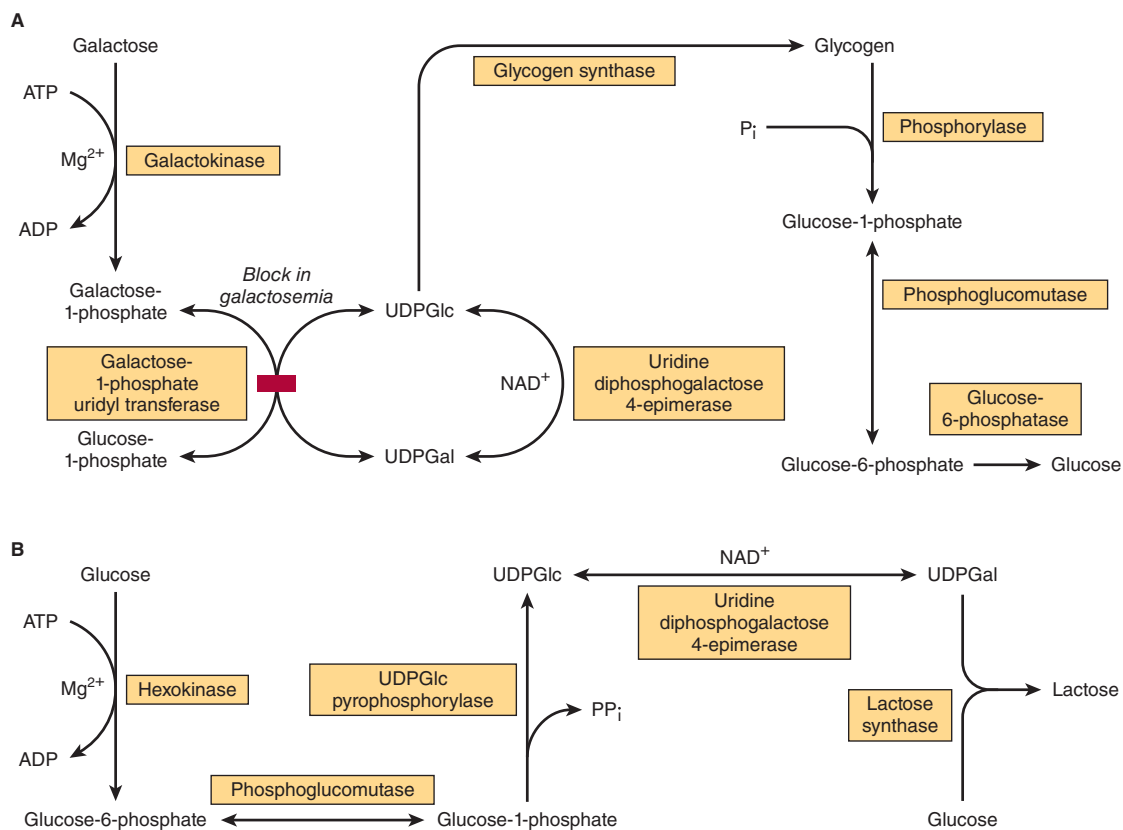 A
Galactose
ATP
Mg2+
Galactokinase
ADP
Galactose-
1-phosphate
Block in
galactosemia
UDPGlc
Galactose-
1-phosphate
uridyl transferase
Glucose-
1-phosphate
UDPGal
NAD+
Uridine
diphosphogalactose
4-epimerase
Glycogen synthase
Glycogen
Pi
Phosphorylase
Glucose-1-phosphate
Phosphoglucomutase
Glucose-
6-phosphatase
Glucose-6-phosphate
Glucose
B
Glucose
ATP
Mg2+
Hexokinase
ADP
Glucose-6-phosphate
Phosphoglucomutase
Glucose-1-phosphate
UDPGlc
pyrophosphorylase
PPi
UDPGlc
NAD+
Uridine
diphosphogalactose
4-epimerase
UDPGal
Lactose
synthase
Lactose
Glucose